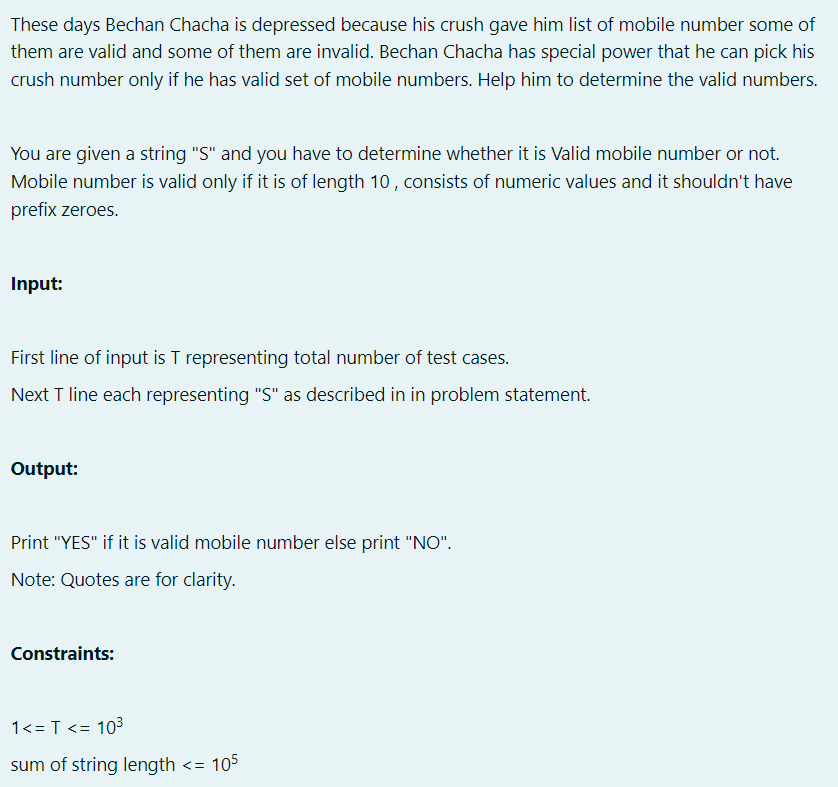 These days Bechan Chacha is depressed because his crush gave him list of mobile number some of
them are valid and some of them are invalid. Bechan Chacha has special power that he can pick his
crush number only if he has valid set of mobile numbers. Help him to determine the valid numbers.
You are given a string "S" and you have to determine whether it is Valid mobile number or not.
Mobile number is valid only if it is of length 10 , consists of numeric values and it shouldn't have
prefix zeroes.
Input:
First line of input is T representing total number of test cases.
Next T line each representing "S" as described in in problem statement.
Output:
Print "YES" if it is valid mobile number else print "NO".
Note: Quotes are for clarity.
Constraints:
1<= T <= 10³
sum of string length <= 10⁵